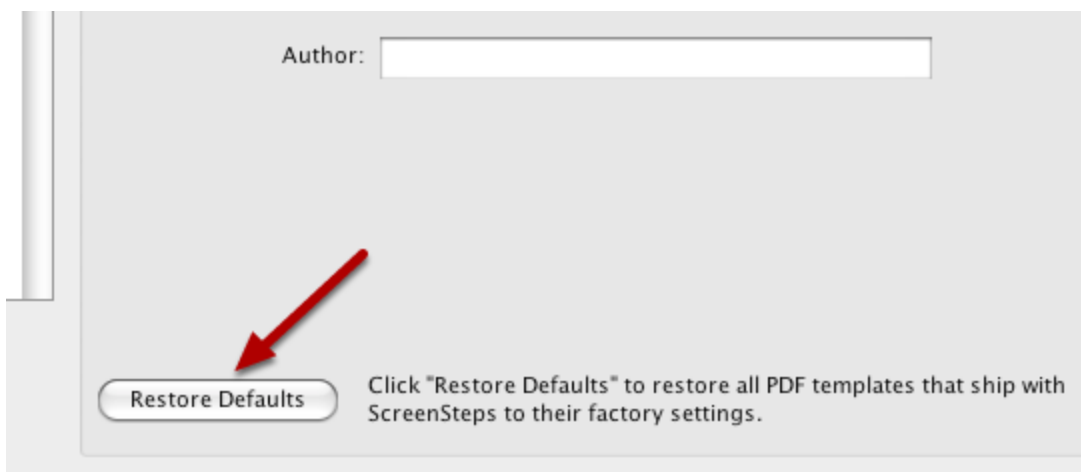 Author:
Restore Defaults
Click "Restore Defaults" to restore all PDF templates that ship with
ScreenSteps to their factory settings.